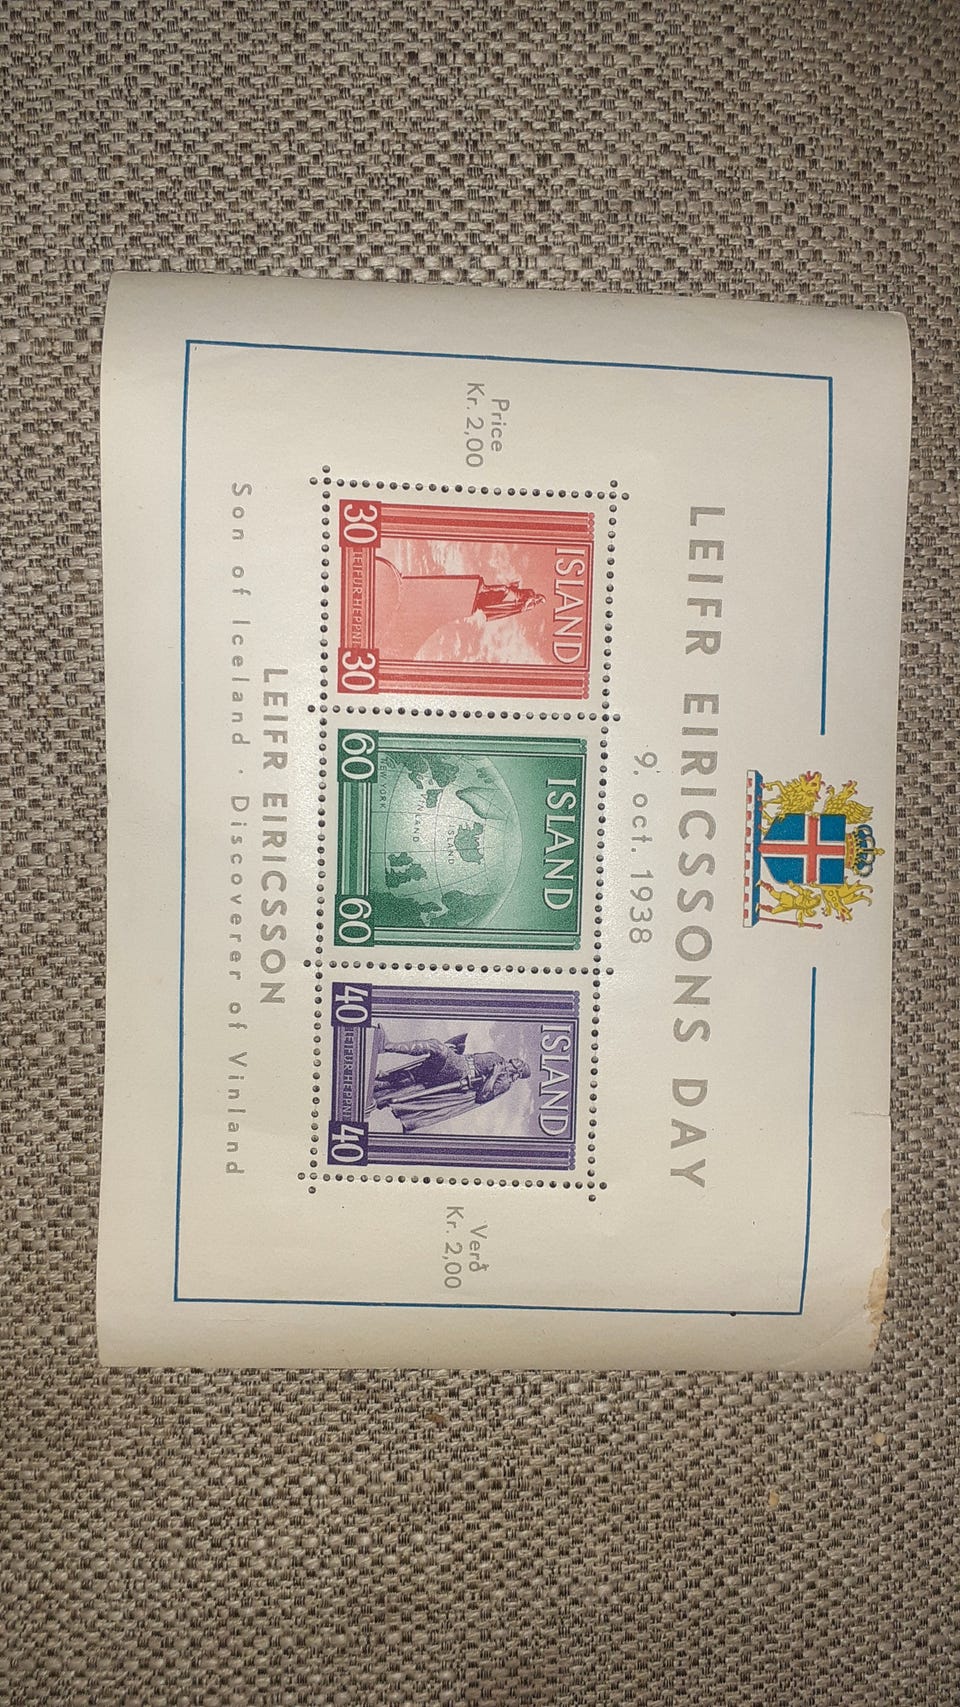 LEIFR EIRICSSONS DAY
9. oct. 1938
Price
Kr. 2,00
ISLAND
LEIFUR HEPPNI
30 30
ISLAND
ISLAND
VINLAND
NEW YORK
60 60
ISLAND
LEIFUR HEPPNI
40 40
Verð
Kr. 2,00
LEIFR EIRICSSON
Son of Iceland · Discoverer of Vinland